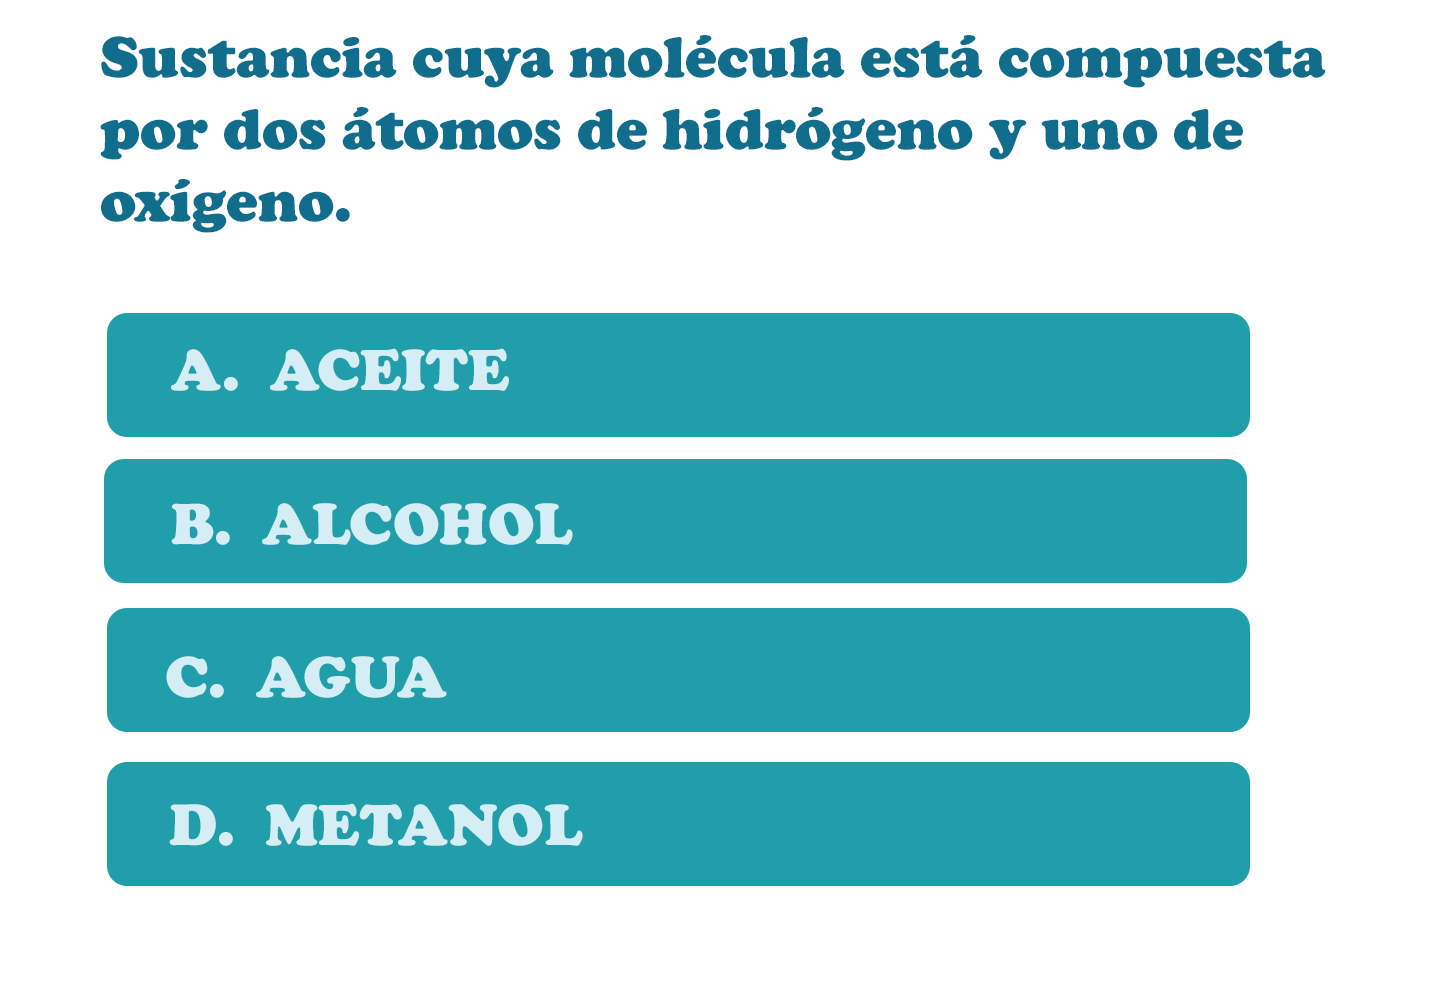 Sustancia cuya molécula está compuesta
por dos átomos de hidrógeno y uno de
oxígeno.
A. ACEITE
B. ALCOHOL
C. AGUA
D. METANOL